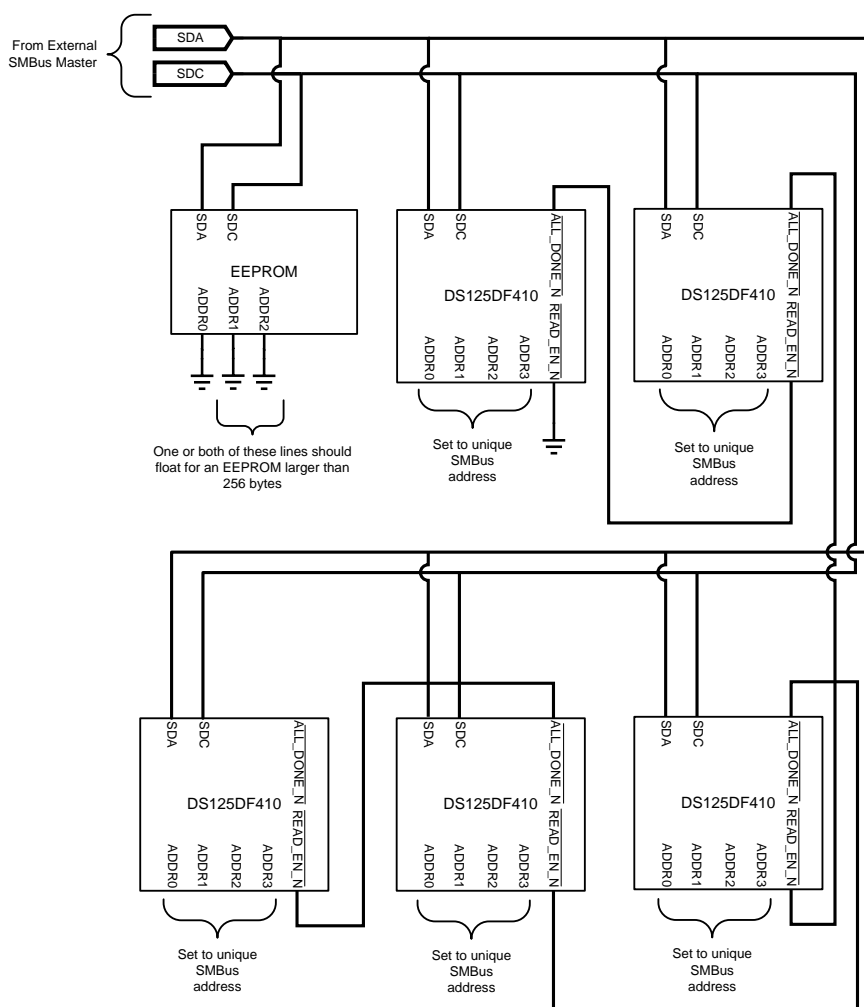 From External
SMBus Master
SDA
SDC
SDA
SDC
EEPROM
ADDR0
ADDR1
ADDR2
One or both of these lines should
float for an EEPROM larger than
256 bytes
SDA
SDC
ALL_DONE_N
DS125DF410
READ_EN_N
ADDR0
ADDR1
ADDR2
ADDR3
Set to unique
SMBus
address
SDA
SDC
ALL_DONE_N
DS125DF410
READ_EN_N
ADDR0
ADDR1
ADDR2
ADDR3
Set to unique
SMBus
address
SDA
SDC
ALL_DONE_N
DS125DF410
READ_EN_N
ADDR0
ADDR1
ADDR2
ADDR3
Set to unique
SMBus
address
SDA
SDC
ALL_DONE_N
DS125DF410
READ_EN_N
ADDR0
ADDR1
ADDR2
ADDR3
Set to unique
SMBus
address
SDA
SDC
ALL_DONE_N
DS125DF410
READ_EN_N
ADDR0
ADDR1
ADDR2
ADDR3
Set to unique
SMBus
address